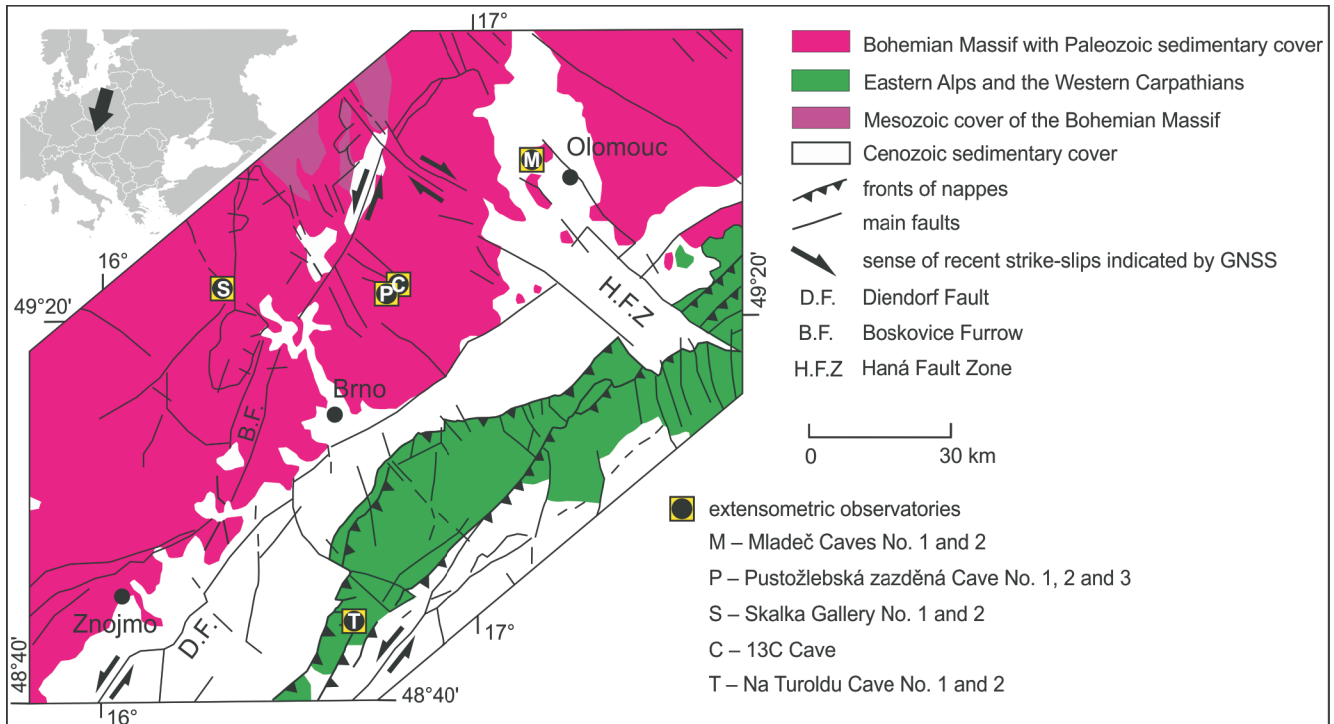 17°
Bohemian Massif with Paleozoic sedimentary cover
Eastern Alps and the Western Carpathians
Mesozoic cover of the Bohemian Massif
Cenozoic sedimentary cover
fronts of nappes
main faults
sense of recent strike-slips indicated by GNSS
D.F. Diendorf Fault
B.F. Boskovice Furrow
H.F.Z Haná Fault Zone
0 30 km
extensometric observatories
M – Mladeč Caves No. 1 and 2
P – Pustožlebská zazděná Cave No. 1, 2 and 3
S – Skalka Gallery No. 1 and 2
C – 13C Cave
T – Na Turoldu Cave No. 1 and 2
M
Olomouc
16°
49°20'
S
P
C
H.F.Z
49°20'
Brno
B.F.
Znojmo
D.F.
T
17°
48°40'
48°40'
16°